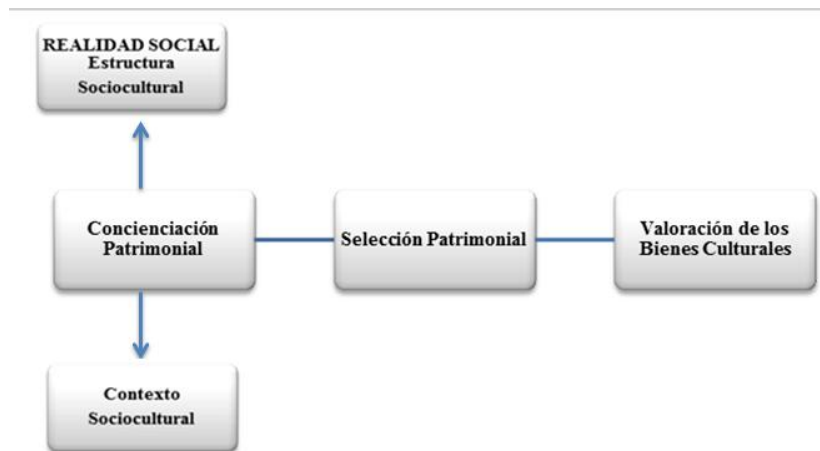 REALIDAD SOCIAL
Estructura
Sociocultural
Concienciación
Patrimonial
Selección Patrimonial
Valoración de los
Bienes Culturales
Contexto
Sociocultural